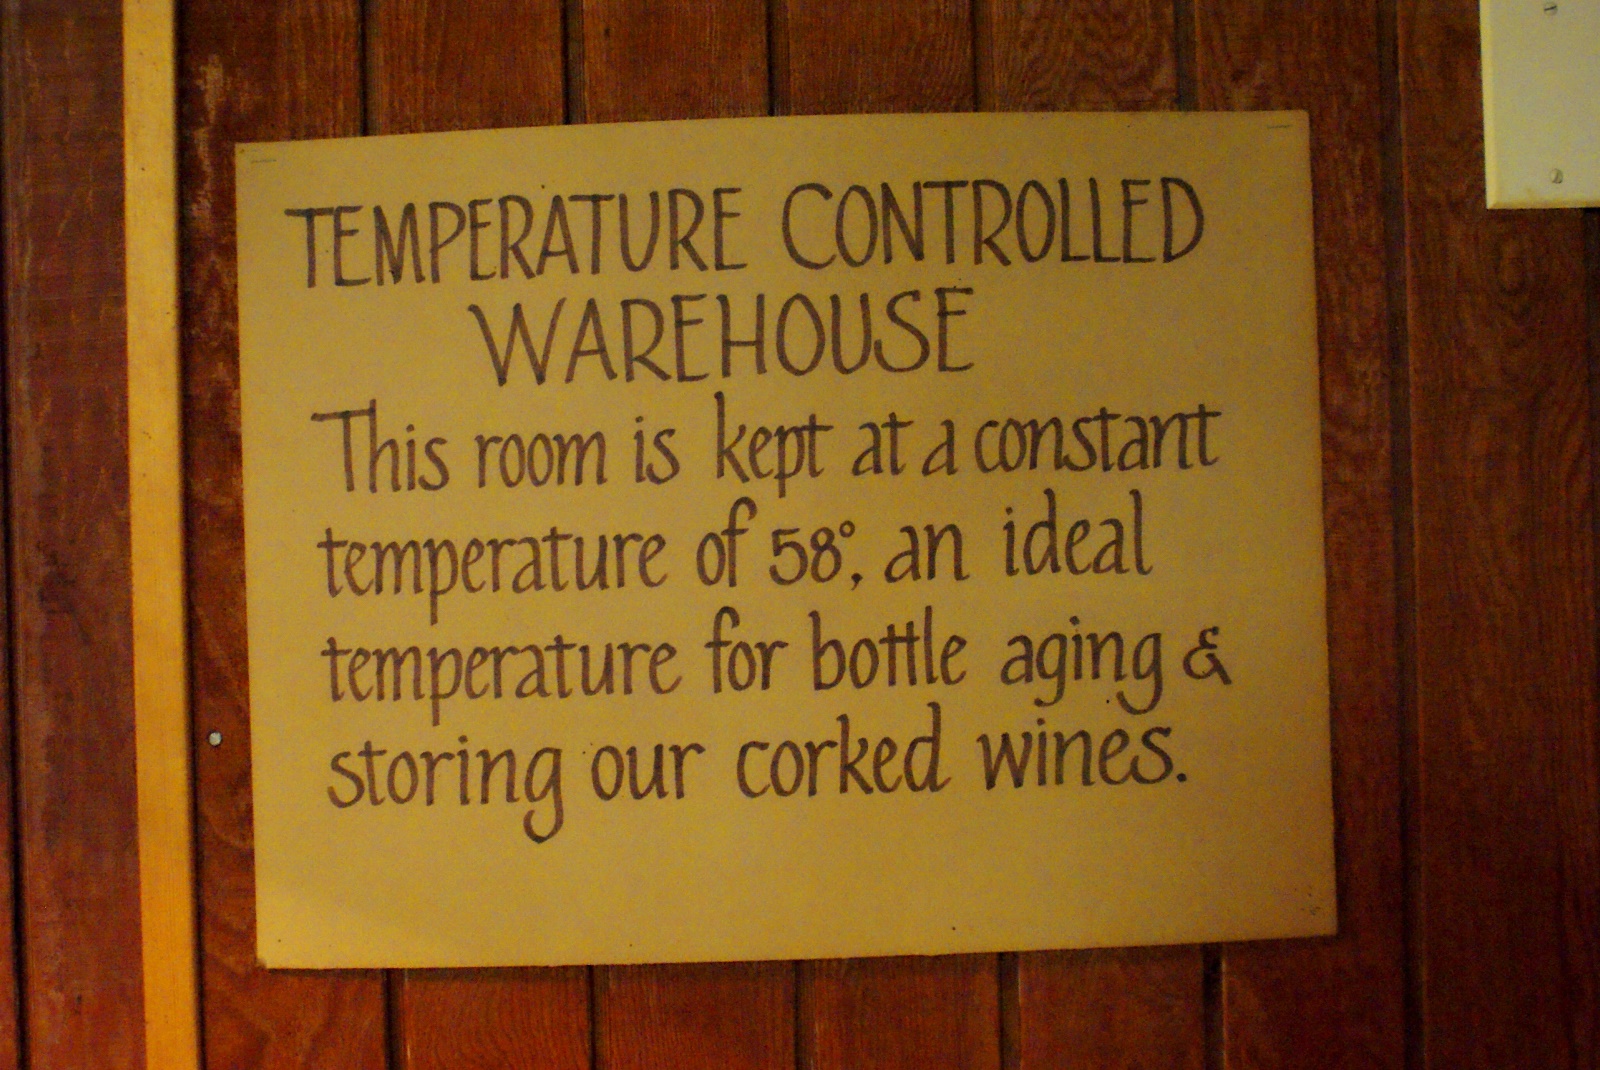 TEMPERATURE CONTROLLED
WAREHOUSE
This room is kept at a constant
temperature of 58°, an ideal
temperature for bottle aging &
storing our corked wines.